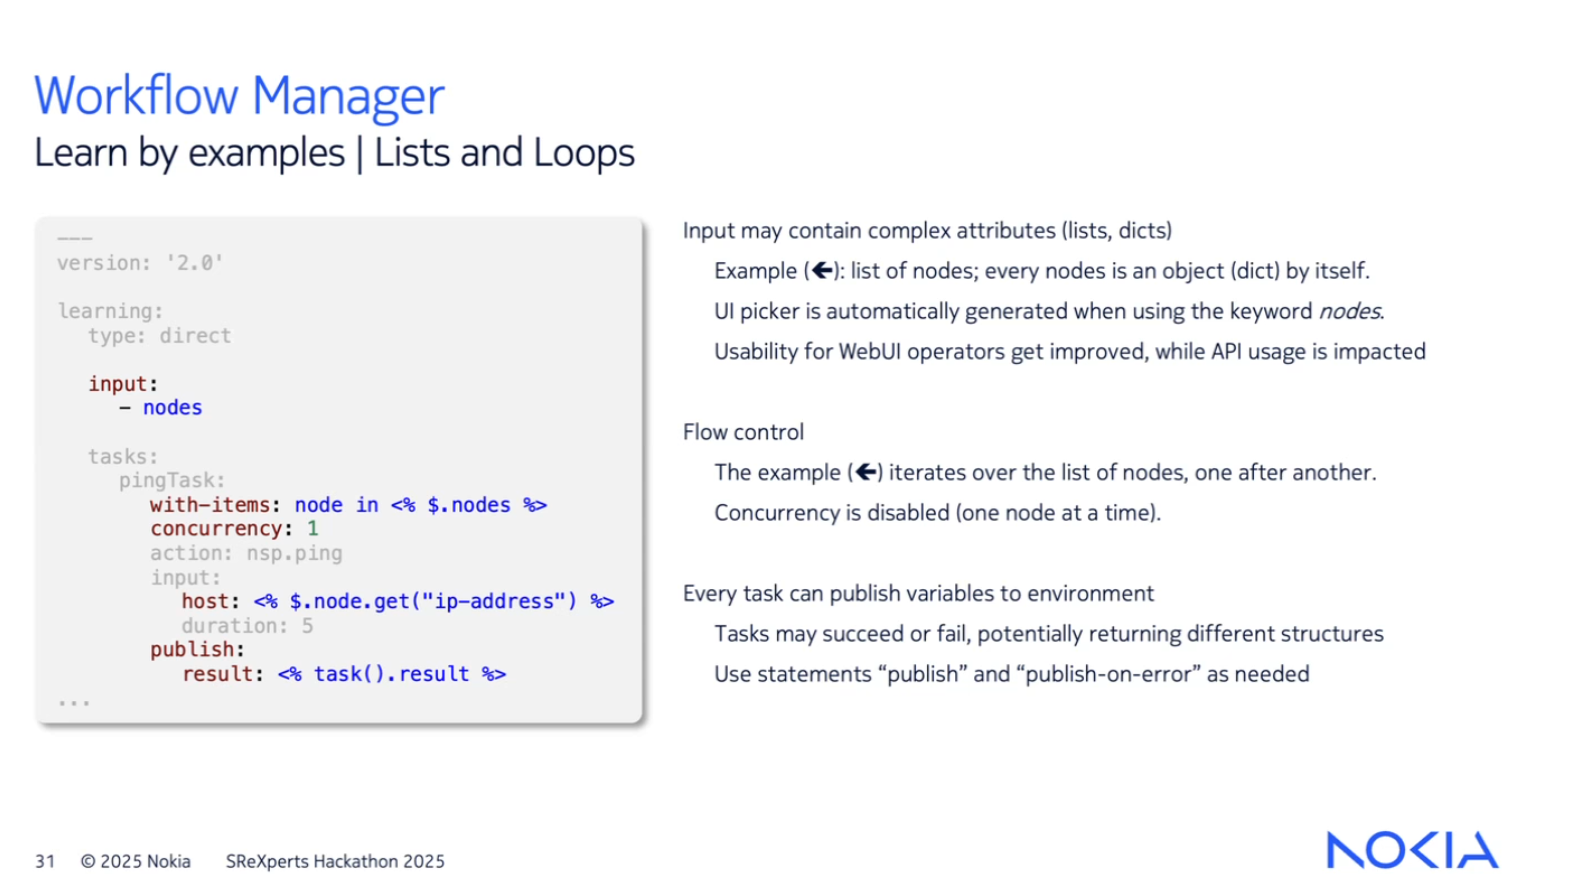 Workflow Manager
Learn by examples | Lists and Loops
---
version: '2.0'
learning:
type: direct
input:
- nodes
tasks:
pingTask:
with-items: node in <% $.nodes %>
concurrency: 1
action: nsp.ping
input:
host: <% $.node.get("ip-address") %>
duration: 5
publish:
result: <% task().result %>
...
Input may contain complex attributes (lists, dicts)
Example (🡸): list of nodes; every nodes is an object (dict) by itself.
UI picker is automatically generated when using the keyword nodes.
Usability for WebUI operators get improved, while API usage is impacted
Flow control
The example (🡸) iterates over the list of nodes, one after another.
Concurrency is disabled (one node at a time).
Every task can publish variables to environment
Tasks may succeed or fail, potentially returning different structures
Use statements “publish” and “publish-on-error” as needed
31 © 2025 Nokia SReXperts Hackathon 2025
NOKIA